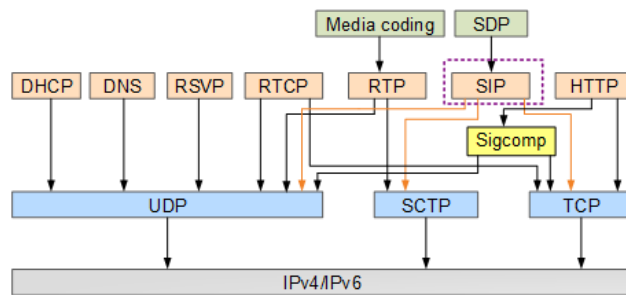 Media coding
SDP
DHCP
DNS
RSVP
RTCP
RTP
SIP
HTTP
Sigcomp
UDP
SCTP
TCP
IPv4/IPv6